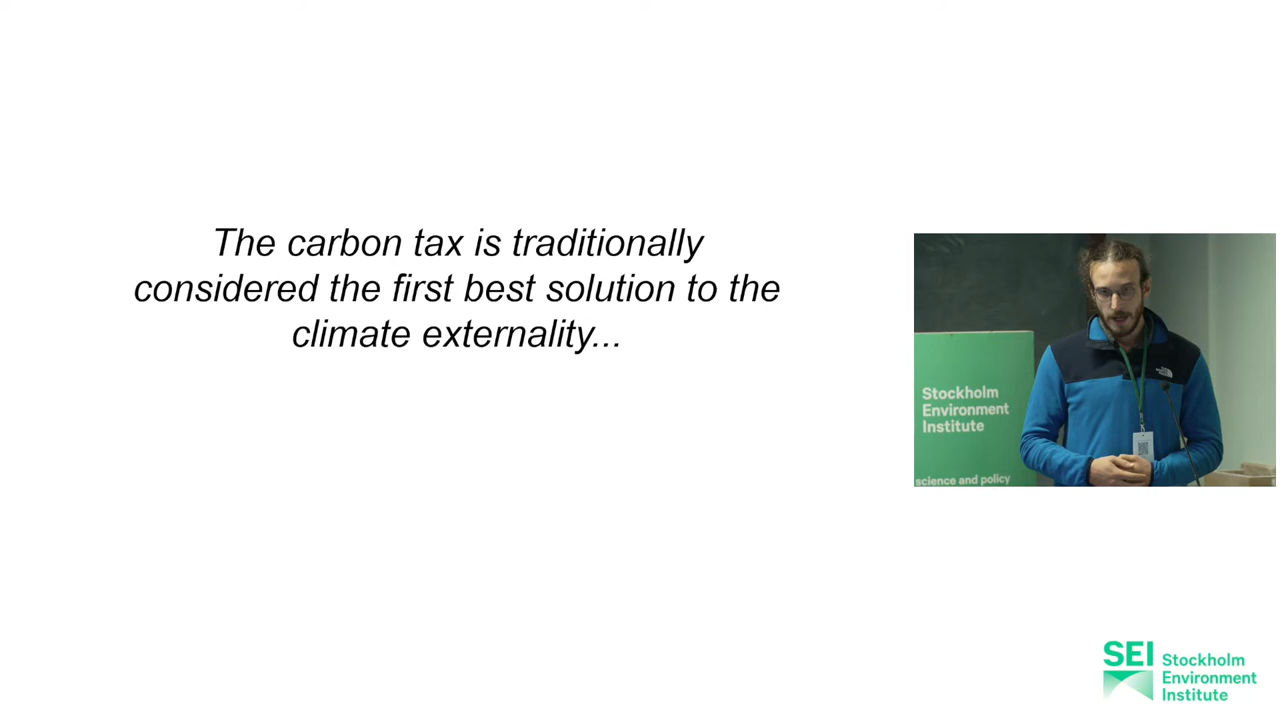 The carbon tax is traditionally
considered the first best solution to the
climate externality...
Stockholm
Environment
Institute
science and policy
SEI Stockholm
Environment
Institute